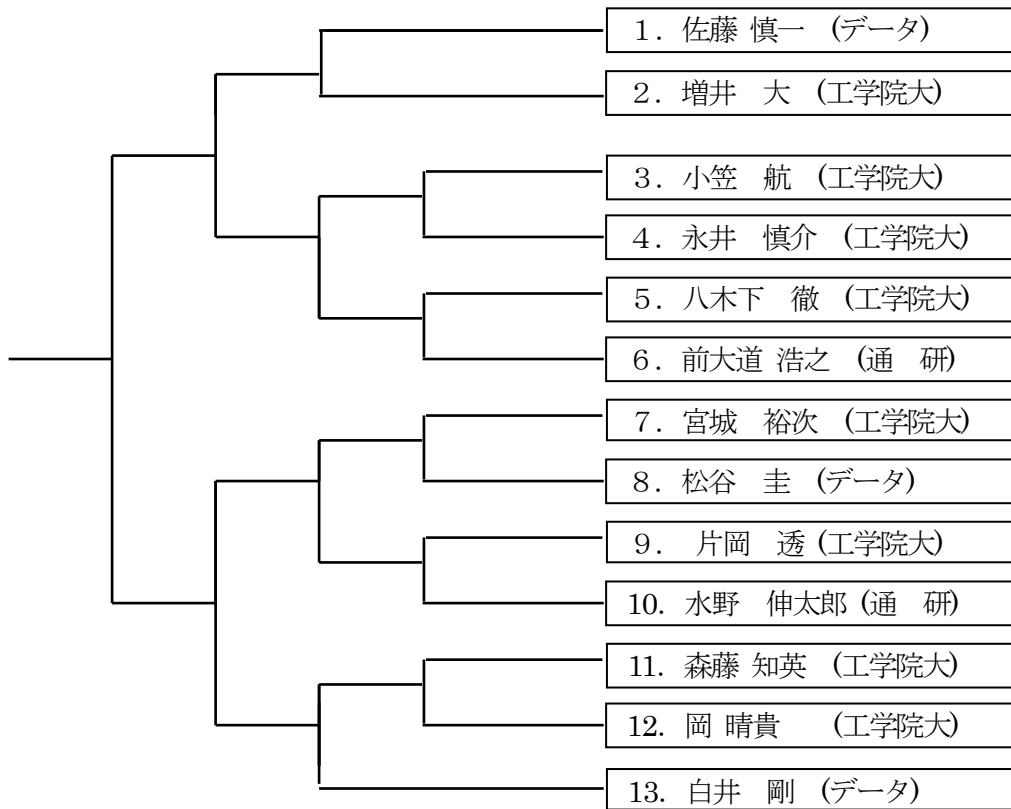 １．佐藤 慎一　(データ)
２．増井　大　(工学院大)
３．小笠　航　(工学院大)
４．永井　慎介　(工学院大)
５．八木下　徹　(工学院大)
６．前大道 浩之　(通　研)
７．宮城　裕次　(工学院大)
８．松谷　圭　(データ)
９．　片岡　透 (工学院大)
10．水野　伸太郎 (通　研)
11．森藤 知英　(工学院大)
12．岡 晴貴　　(工学院大)
13．白井　剛　(データ)